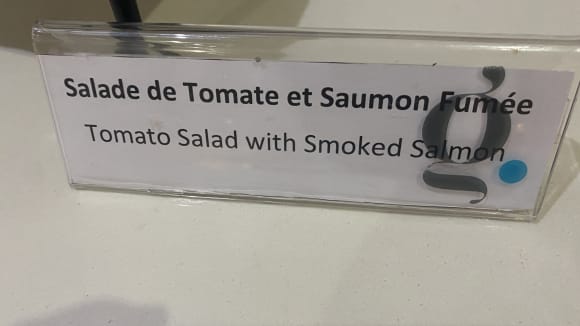 Salade de Tomate et Saumon Fumée
Tomato Salad with Smoked Salmon
g